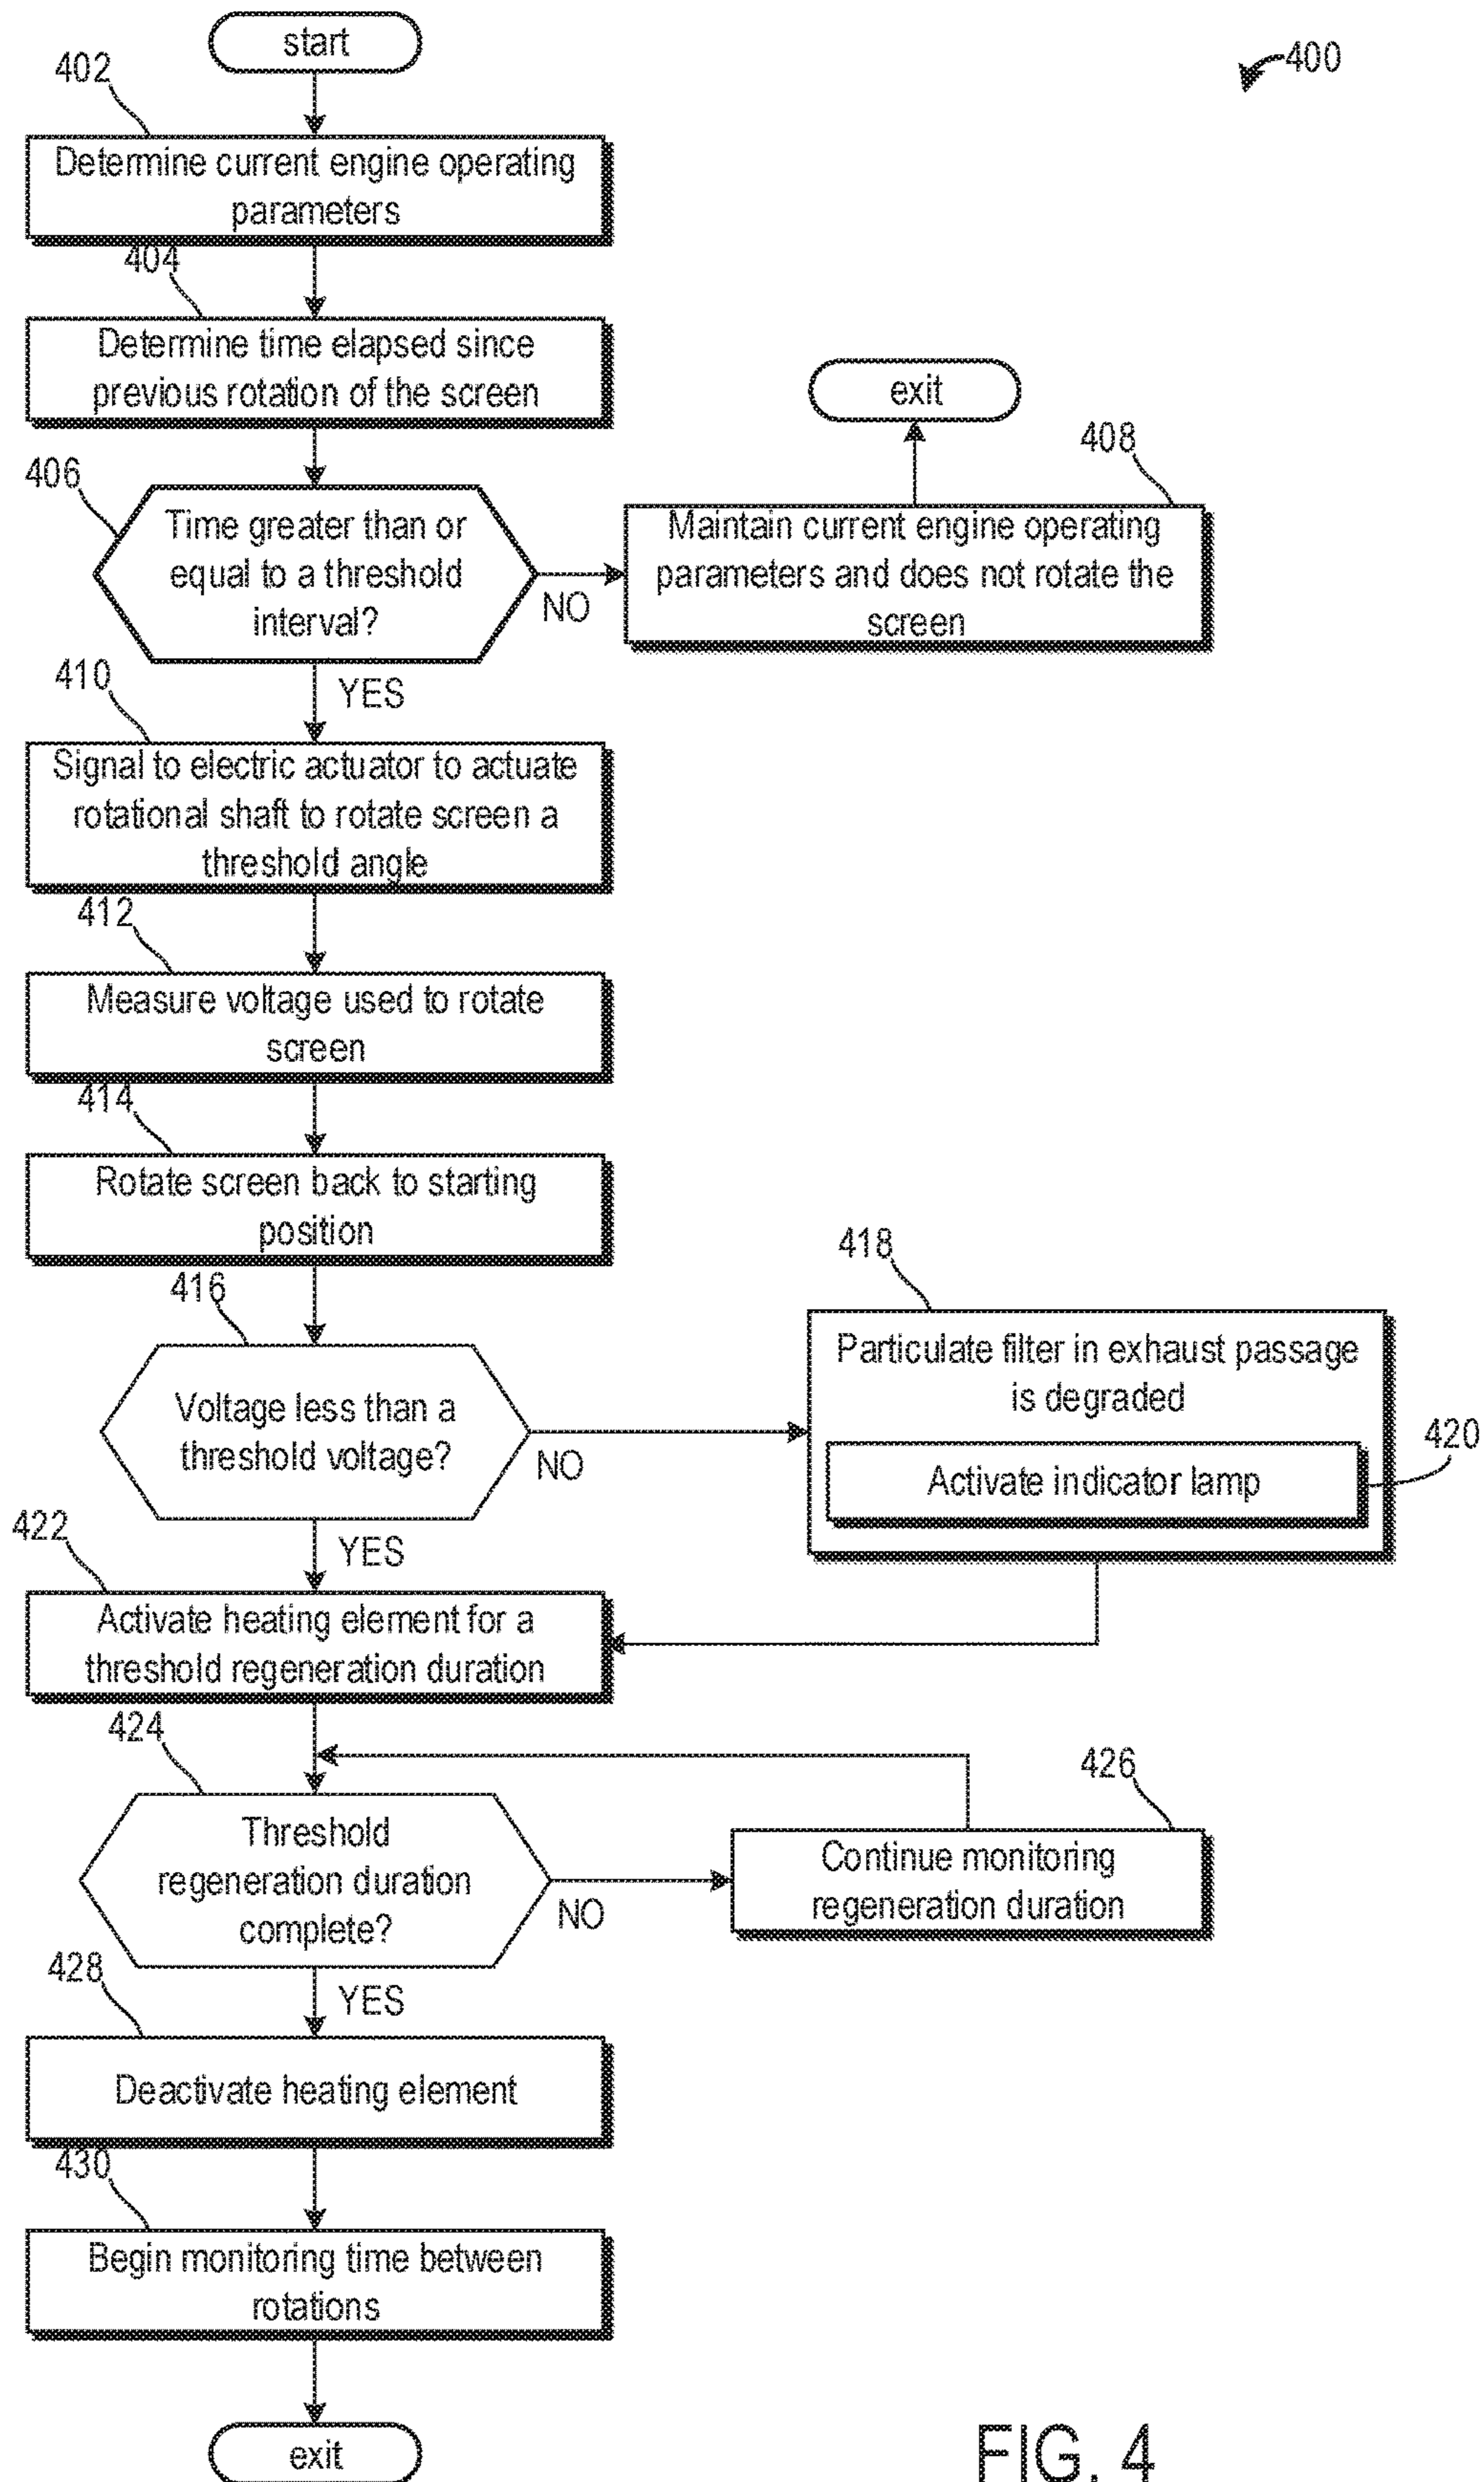 start
400
402
Determine current engine operating
parameters
404
Determine time elapsed since
previous rotation of the screen
exit
406
Time greater than or
equal to a threshold
interval?
NO
408
Maintain current engine operating
parameters and does not rotate the
screen
YES
410
Signal to electric actuator to actuate
rotational shaft to rotate screen a
threshold angle
412
Measure voltage used to rotate
screen
414
Rotate screen back to starting
position
416
Voltage less than a
threshold voltage?
NO
418
Particulate filter in exhaust passage
is degraded
420
Activate indicator lamp
YES
422
Activate heating element for a
threshold regeneration duration
424
Threshold
regeneration duration
complete?
NO
426
Continue monitoring
regeneration duration
YES
428
Deactivate heating element
430
Begin monitoring time between
rotations
exit
FIG. 4